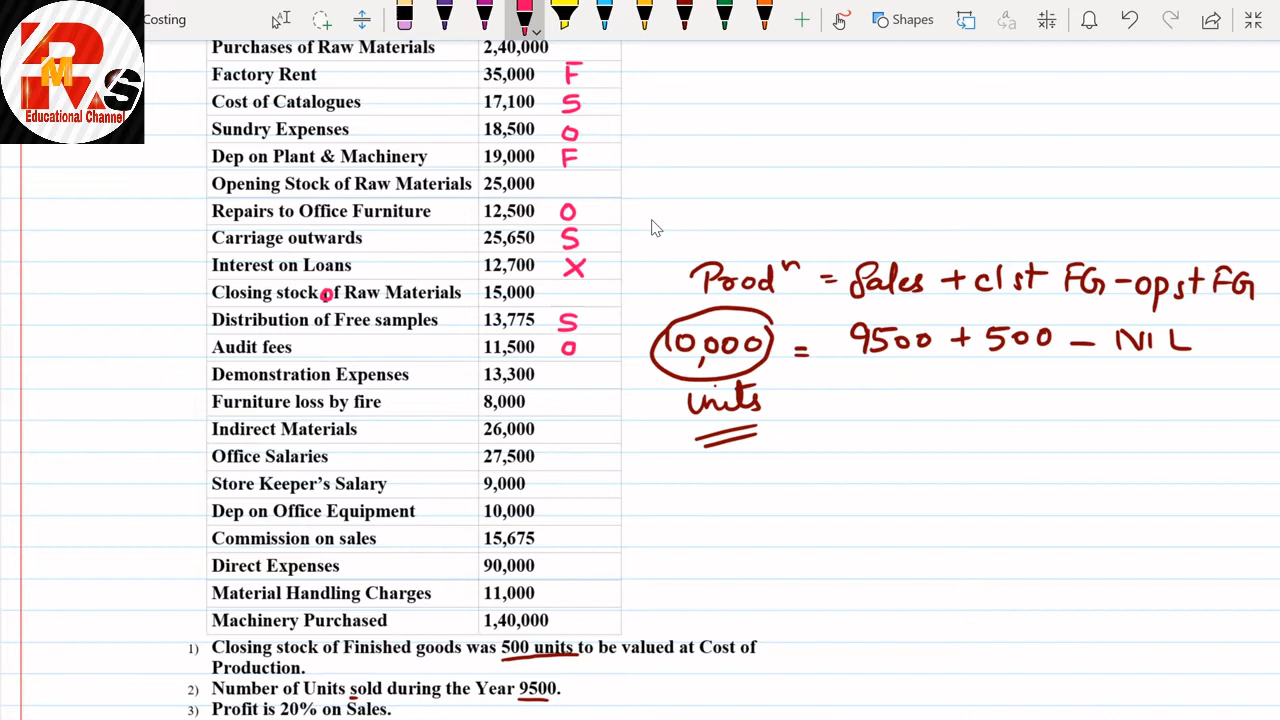 Costing
Shapes
R
M
S
Educational Channel
Purchases of Raw Materials 2,40,000
Factory Rent 35,000 F
Cost of Catalogues 17,100 S
Sundry Expenses 18,500 O
Dep on Plant & Machinery 19,000 F
Opening Stock of Raw Materials 25,000
Repairs to Office Furniture 12,500 O
Carriage outwards 25,650 S
Interest on Loans 12,700 X
Closing stock of Raw Materials 15,000
Distribution of Free samples 13,775 S
Audit fees 11,500 O
Demonstration Expenses 13,300
Furniture loss by fire 8,000
Indirect Materials 26,000
Office Salaries 27,500
Store Keeper's Salary 9,000
Dep on Office Equipment 10,000
Commission on sales 15,675
Direct Expenses 90,000
Material Handling Charges 11,000
Machinery Purchased 1,40,000
Prodⁿ = Sales + cl st FG - op st FG
10,000 = 9500 + 500 - NIL
units
1) Closing stock of Finished goods was 500 units to be valued at Cost of
Production.
2) Number of Units sold during the Year 9500.
3) Profit is 20% on Sales.